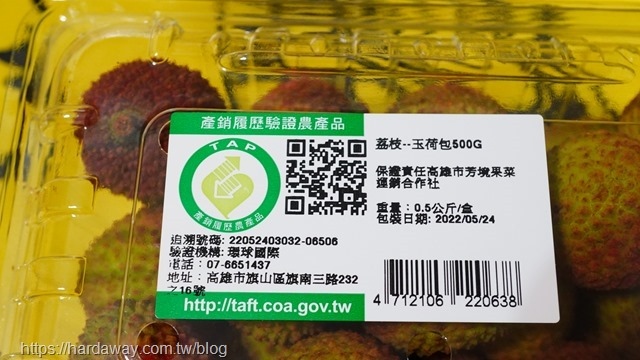 產銷履歷驗證農產品
TAP
產銷履歷農產品
追溯號碼: 22052403032-06506
驗證機構: 環球國際
電話：07-6651437
地址：高雄市旗山區旗南三路232
之16號
http://taft.coa.gov.tw
荔枝--玉荷包500G
保證責任高雄市芳境果菜
運銷合作社
重量：0.5公斤/盒
包裝日期: 2022/05/24
4 712106 220638
https://hardaway.com.tw/blog